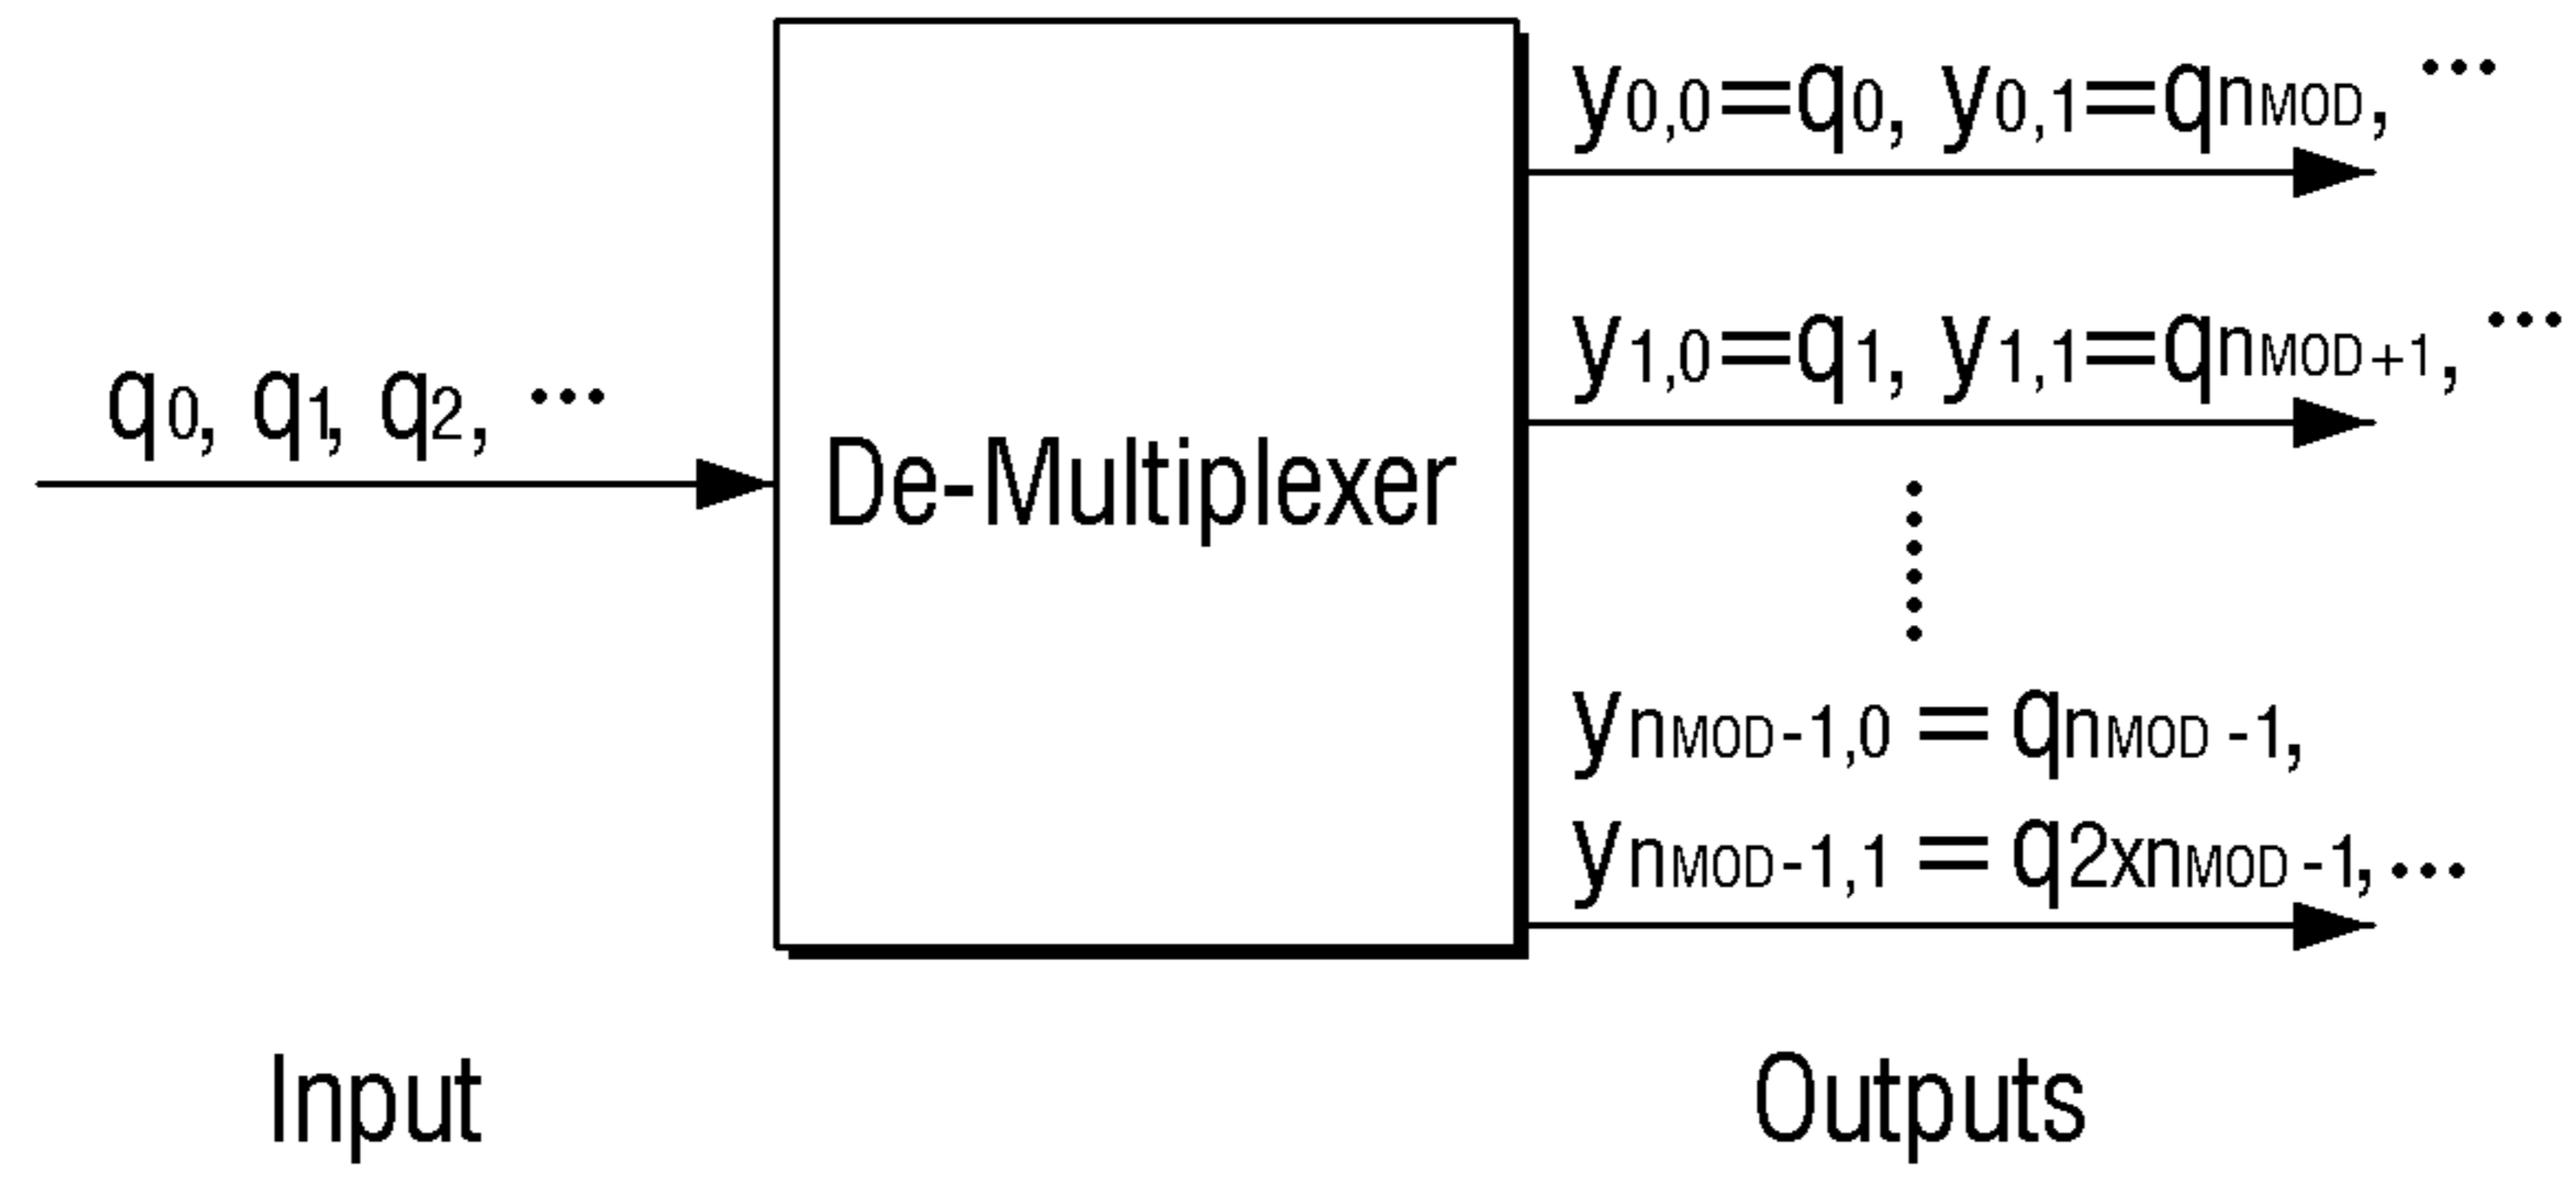 y0,0=q0, y0,1=qnMOD, ...
y1,0=q1, y1,1=qnMOD+1, ...
q0, q1, q2, ...
De-Multiplexer
ynMOD-1,0 = qnMOD -1,
ynMOD-1,1 = q2xnMOD -1, ...
Input
Outputs